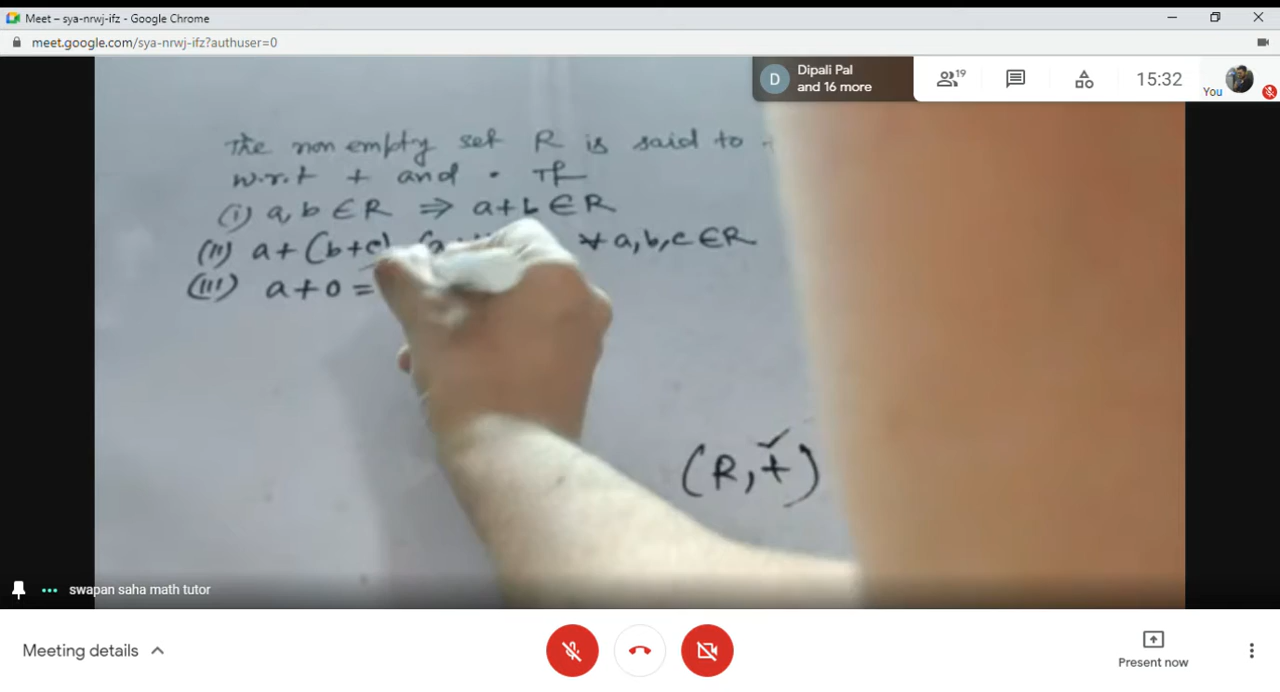 Meet – sya-nrwj-ifz - Google Chrome
meet.google.com/sya-nrwj-ifz?authuser=0
Dipali Pal
and 16 more
19
15:32
You
D
The non empty set R is said to
w.r.t + and . If
(i) a, b ∈ R ⇒ a+b ∈ R
(ii) a+(b+c) (a ∀ a,b,c ∈ R
(iii) a+0 =
(R, +)
swapan saha math tutor
Meeting details
Present now